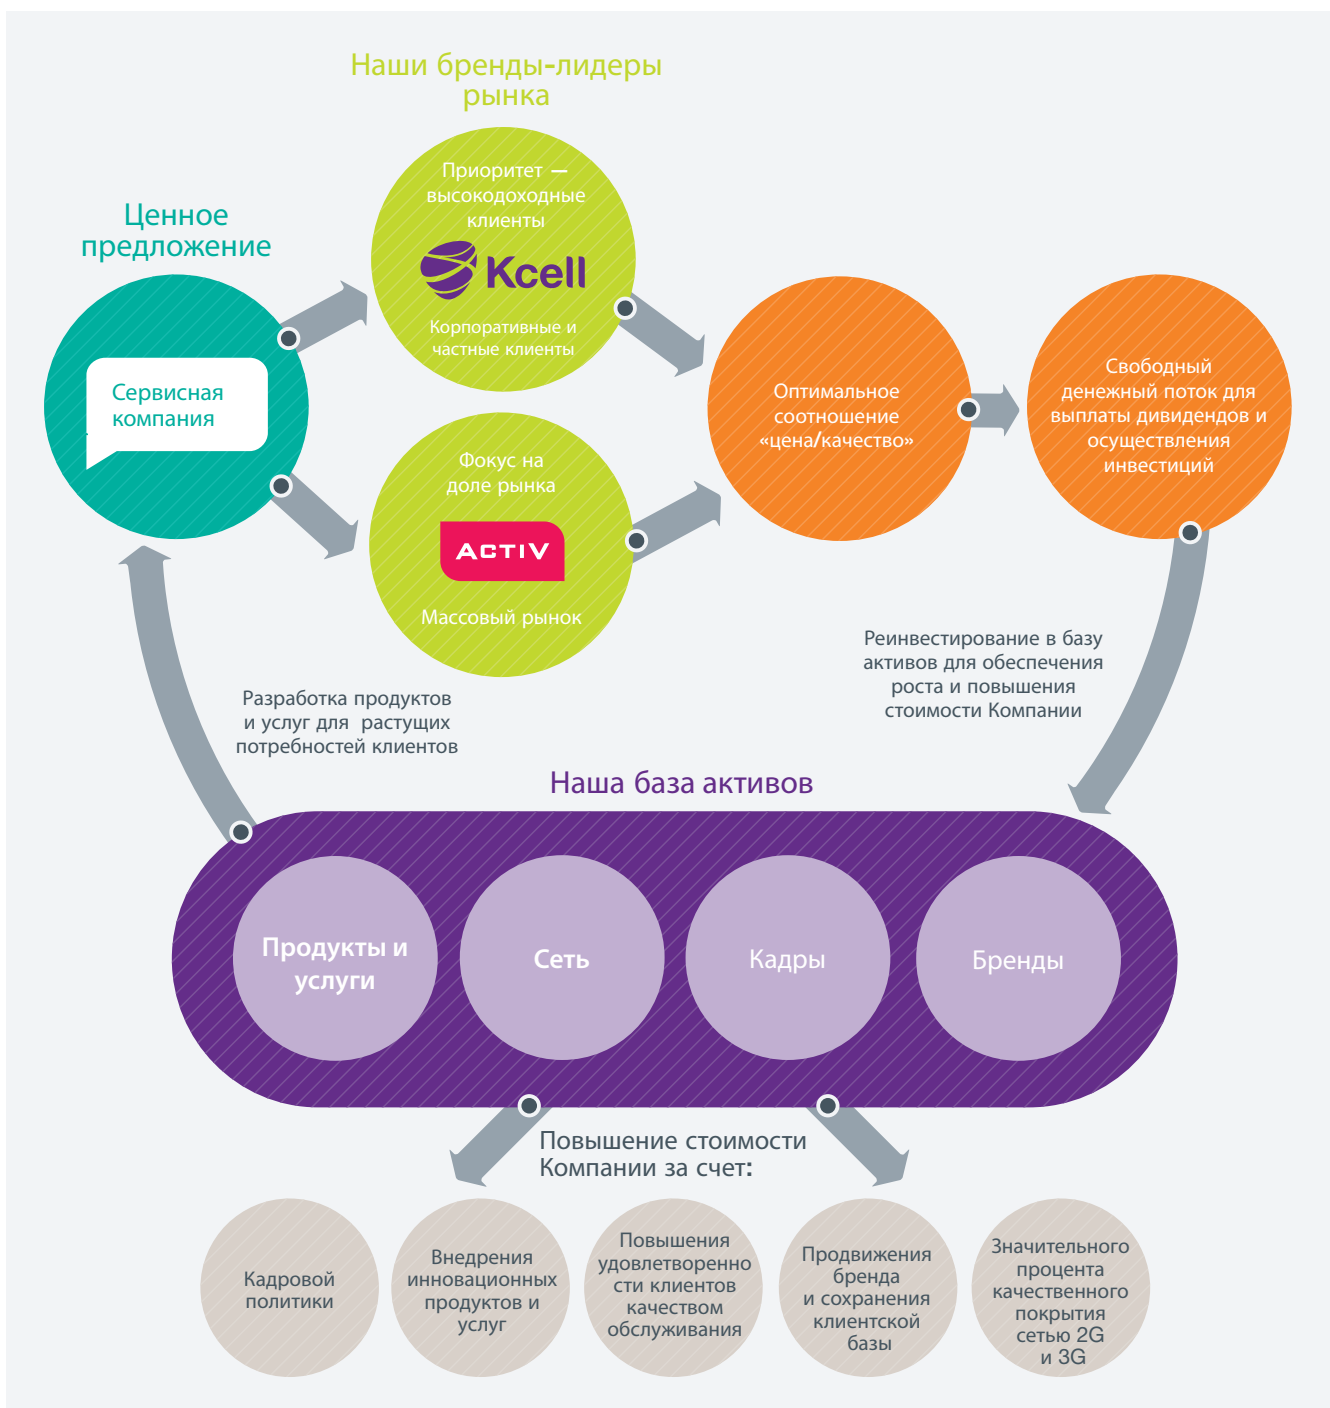 Наши бренды-лидеры
рынка
Приоритет —
высокодоходные
клиенты
Kcell
Корпоративные и
частные клиенты
Ценное
предложение
Сервисная
компания
Фокус на
доле рынка
ACTIV
Массовый рынок
Оптимальное
соотношение
«цена/качество»
Свободный
денежный поток для
выплаты дивидендов и
осуществления
инвестиций
Реинвестирование в базу
активов для обеспечения
роста и повышения
стоимости Компании
Разработка продуктов
и услуг для растущих
потребностей клиентов
Наша база активов
Продукты и
услуги
Сеть
Кадры
Бренды
Повышение стоимости
Компании за счет:
Кадровой
политики
Внедрения
инновационных
продуктов и
услуг
Повышения
удовлетворенно
сти клиентов
качеством
обслуживания
Продвижения
бренда
и сохранения
клиентской
базы
Значительного
процента
качественного
покрытия
сетью 2G
и 3G